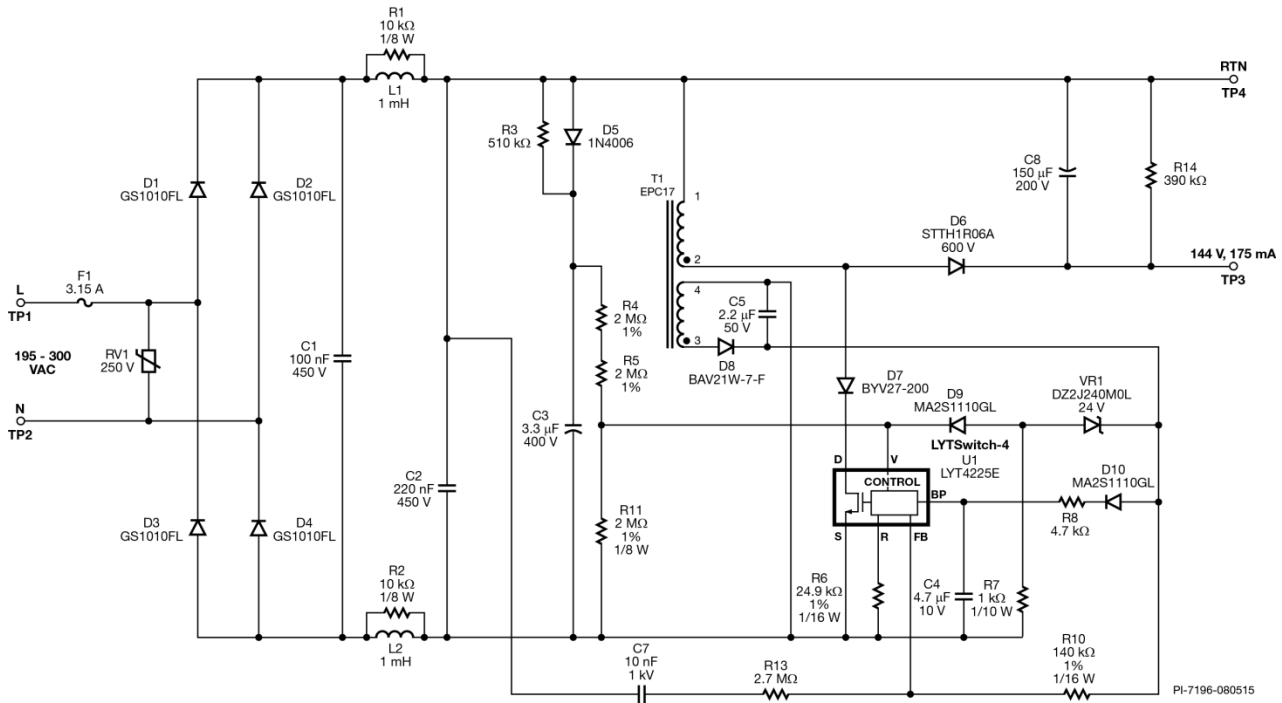 R1
10 kΩ
1/8 W
L1
1 mH
RTN
TP4
R3
510 kΩ
D5
1N4006
C8
150 µF
200 V
R14
390 kΩ
D1
GS1010FL
D2
GS1010FL
T1
EPC17
1
2
4
3
D6
STTH1R06A
600 V
144 V, 175 mA
TP3
F1
3.15 A
L
TP1
195 - 300
VAC
RV1
250 V
N
TP2
C1
100 nF
450 V
R4
2 MΩ
1%
R5
2 MΩ
1%
C5
2.2 µF
50 V
D8
BAV21W-7-F
D7
BYV27-200
D9
MA2S1110GL
VR1
DZ2J240M0L
24 V
C3
3.3 µF
400 V
LYTSwitch-4
U1
LYT4225E
D
V
CONTROL
BP
S
R
FB
D10
MA2S1110GL
R8
4.7 kΩ
C2
220 nF
450 V
D3
GS1010FL
D4
GS1010FL
R11
2 MΩ
1%
1/8 W
R6
24.9 kΩ
1%
1/16 W
C4
4.7 µF
10 V
R7
1 kΩ
1/10 W
R2
10 kΩ
1/8 W
L2
1 mH
C7
10 nF
1 kV
R13
2.7 MΩ
R10
140 kΩ
1%
1/16 W
PI-7196-080515